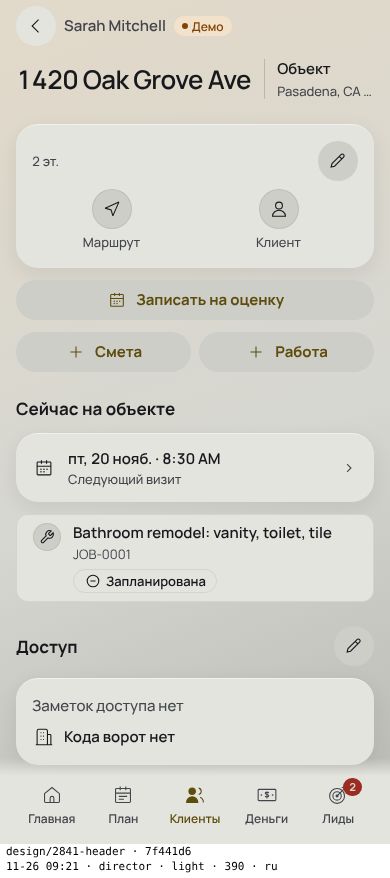 Sarah Mitchell
Демо
1420 Oak Grove Ave
Объект
Pasadena, CA ...
2 эт.
Маршрут
Клиент
Записать на оценку
Смета
Работа
Сейчас на объекте
пт, 20 нояб. · 8:30 AM
Следующий визит
Bathroom remodel: vanity, toilet, tile
JOB-0001
Запланирована
Доступ
Заметок доступа нет
Кода ворот нет
2
Главная
План
Клиенты
Деньги
Лиды
design/2841-header · 7f441d6
11-26 09:21 · director · light · 390 · ru